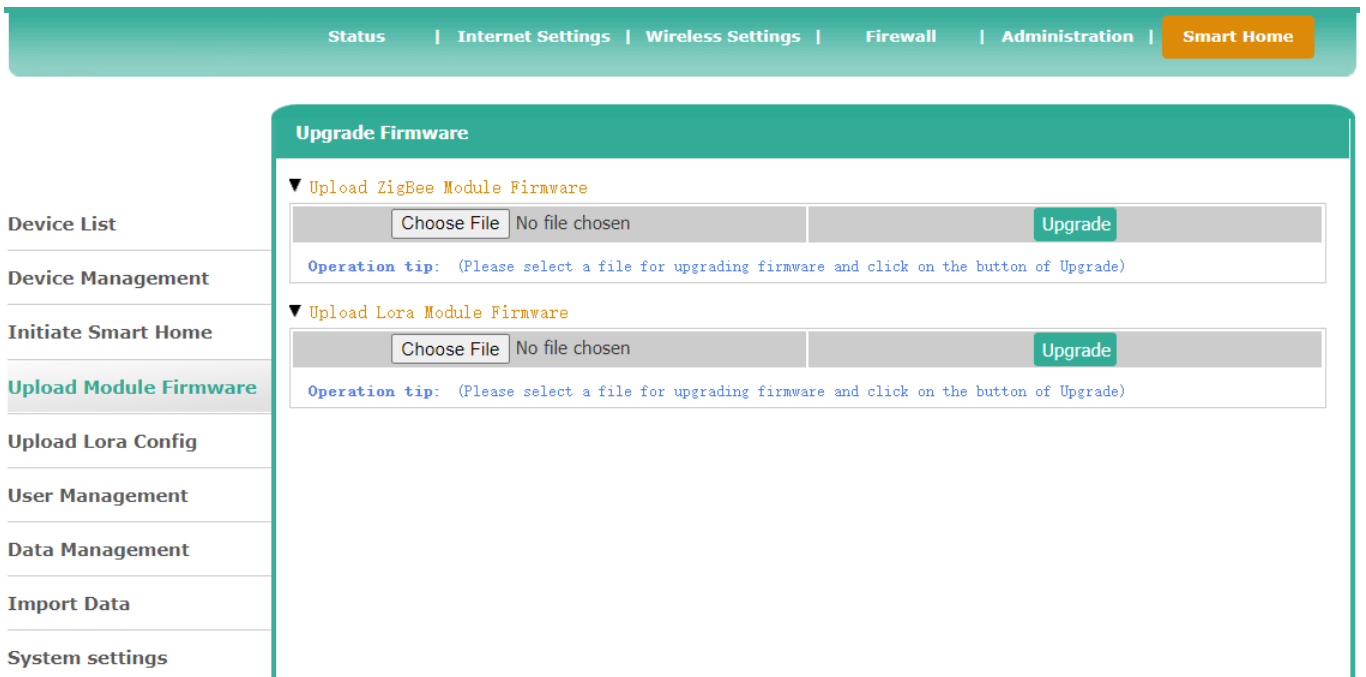 Status | Internet Settings | Wireless Settings | Firewall | Administration | Smart Home
Upgrade Firmware
Upload ZigBee Module Firmware
Choose File No file chosen Upgrade
Operation tip: (Please select a file for upgrading firmware and click on the button of Upgrade)
Upload Lora Module Firmware
Choose File No file chosen Upgrade
Operation tip: (Please select a file for upgrading firmware and click on the button of Upgrade)
Device List
Device Management
Initiate Smart Home
Upload Module Firmware
Upload Lora Config
User Management
Data Management
Import Data
System settings